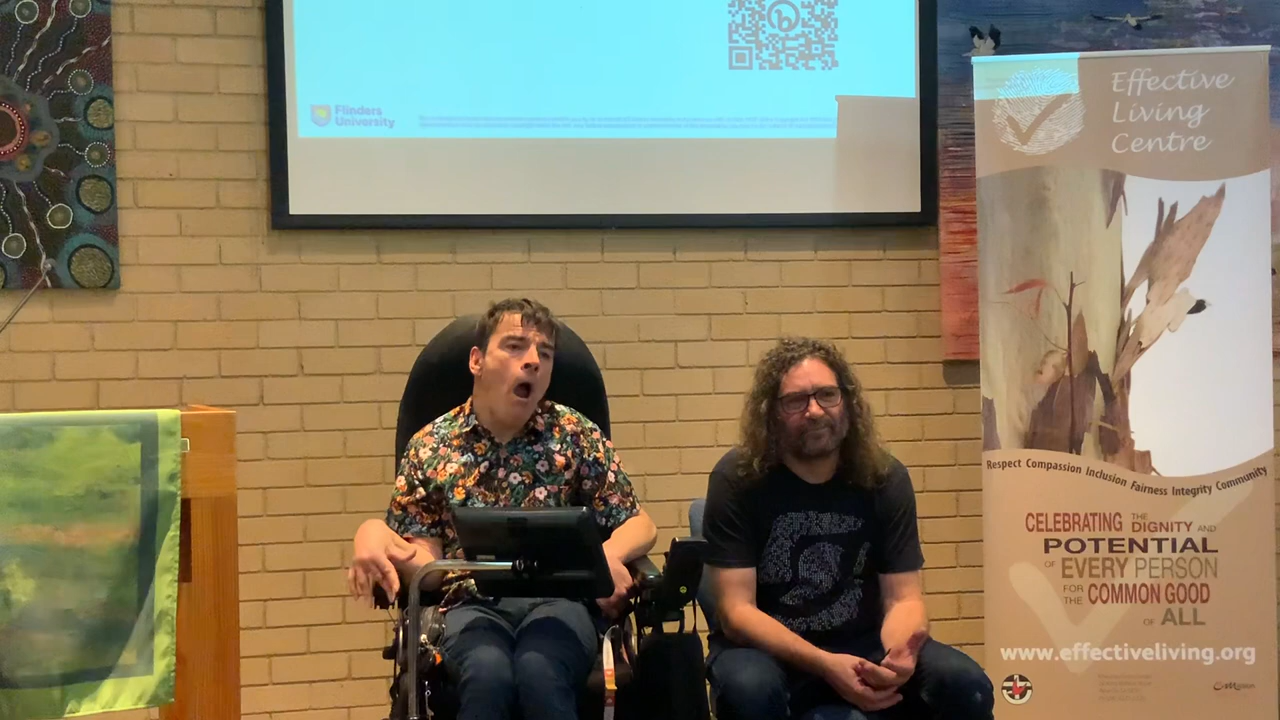 Flinders
University
Effective
Living
Centre
Respect Compassion Inclusion Fairness Integrity Community
CELEBRATING THE DIGNITY AND
POTENTIAL
OF EVERY PERSON
FOR THE COMMON GOOD
OF ALL
www.effectiveliving.org